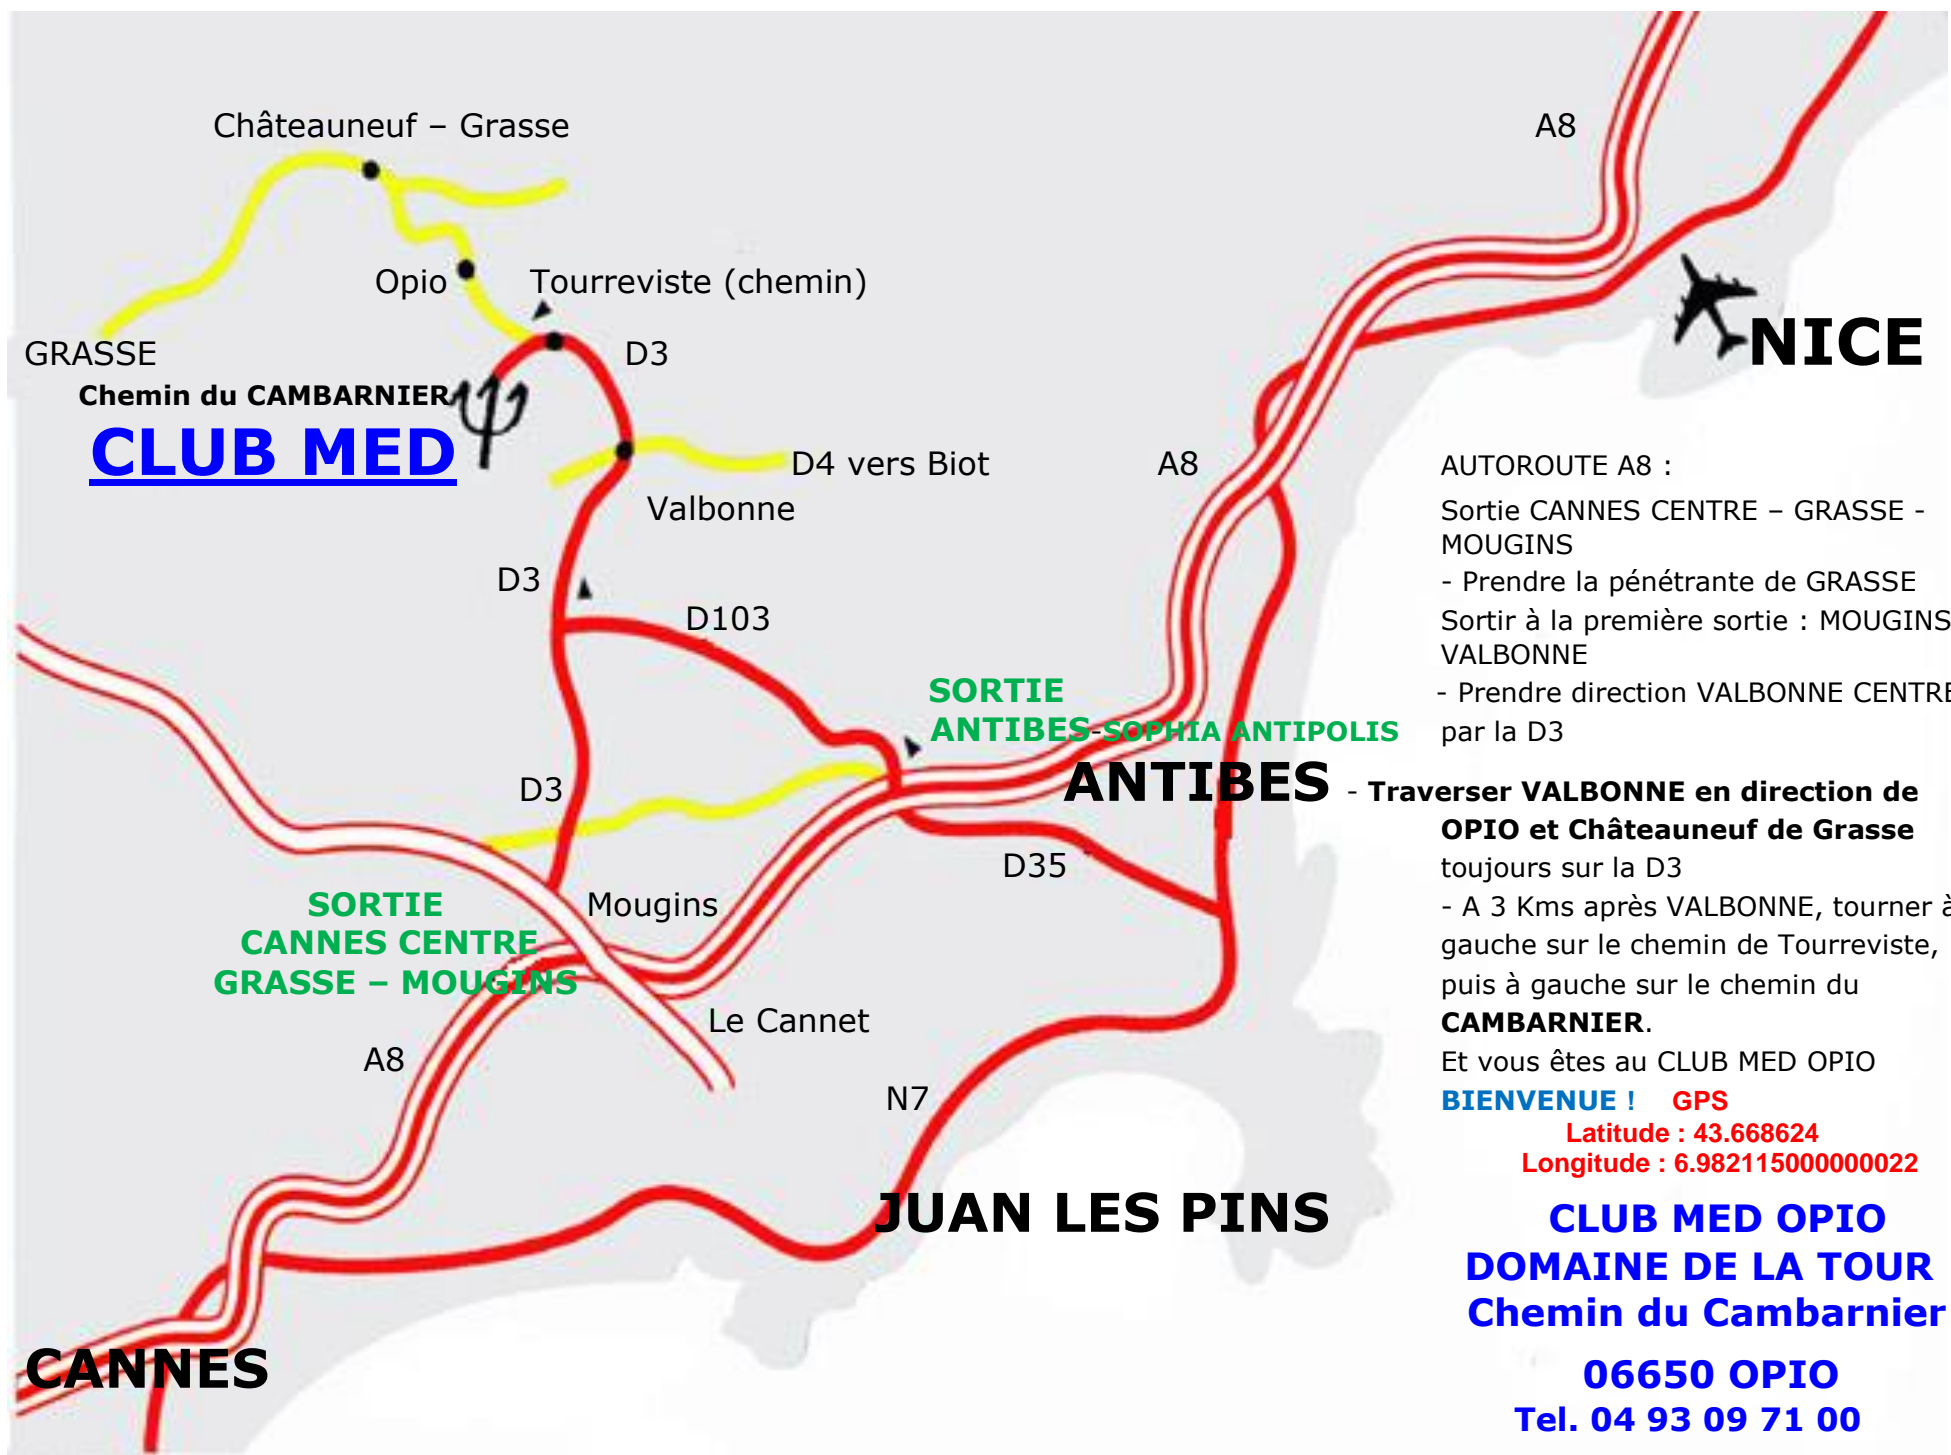 Châteauneuf – Grasse
A8
Opio
Tourreviste (chemin)
NICE
GRASSE
D3
Chemin du CAMBARNIER
CLUB MED
D4 vers Biot
A8
Valbonne
D3
D103
SORTIE
ANTIBES-SOPHIA ANTIPOLIS
ANTIBES
D3
D35
SORTIE
CANNES CENTRE
GRASSE – MOUGINS
Mougins
Le Cannet
A8
N7
JUAN LES PINS
CANNES
AUTOROUTE A8 :
Sortie CANNES CENTRE – GRASSE -
MOUGINS
- Prendre la pénétrante de GRASSE
Sortir à la première sortie : MOUGINS
VALBONNE
- Prendre direction VALBONNE CENTRE
par la D3
- Traverser VALBONNE en direction de
OPIO et Châteauneuf de Grasse
toujours sur la D3
- A 3 Kms après VALBONNE, tourner à
gauche sur le chemin de Tourreviste,
puis à gauche sur le chemin du
CAMBARNIER.
Et vous êtes au CLUB MED OPIO
BIENVENUE ! GPS
Latitude : 43.668624
Longitude : 6.982115000000022
CLUB MED OPIO
DOMAINE DE LA TOUR
Chemin du Cambarnier
06650 OPIO
Tel. 04 93 09 71 00